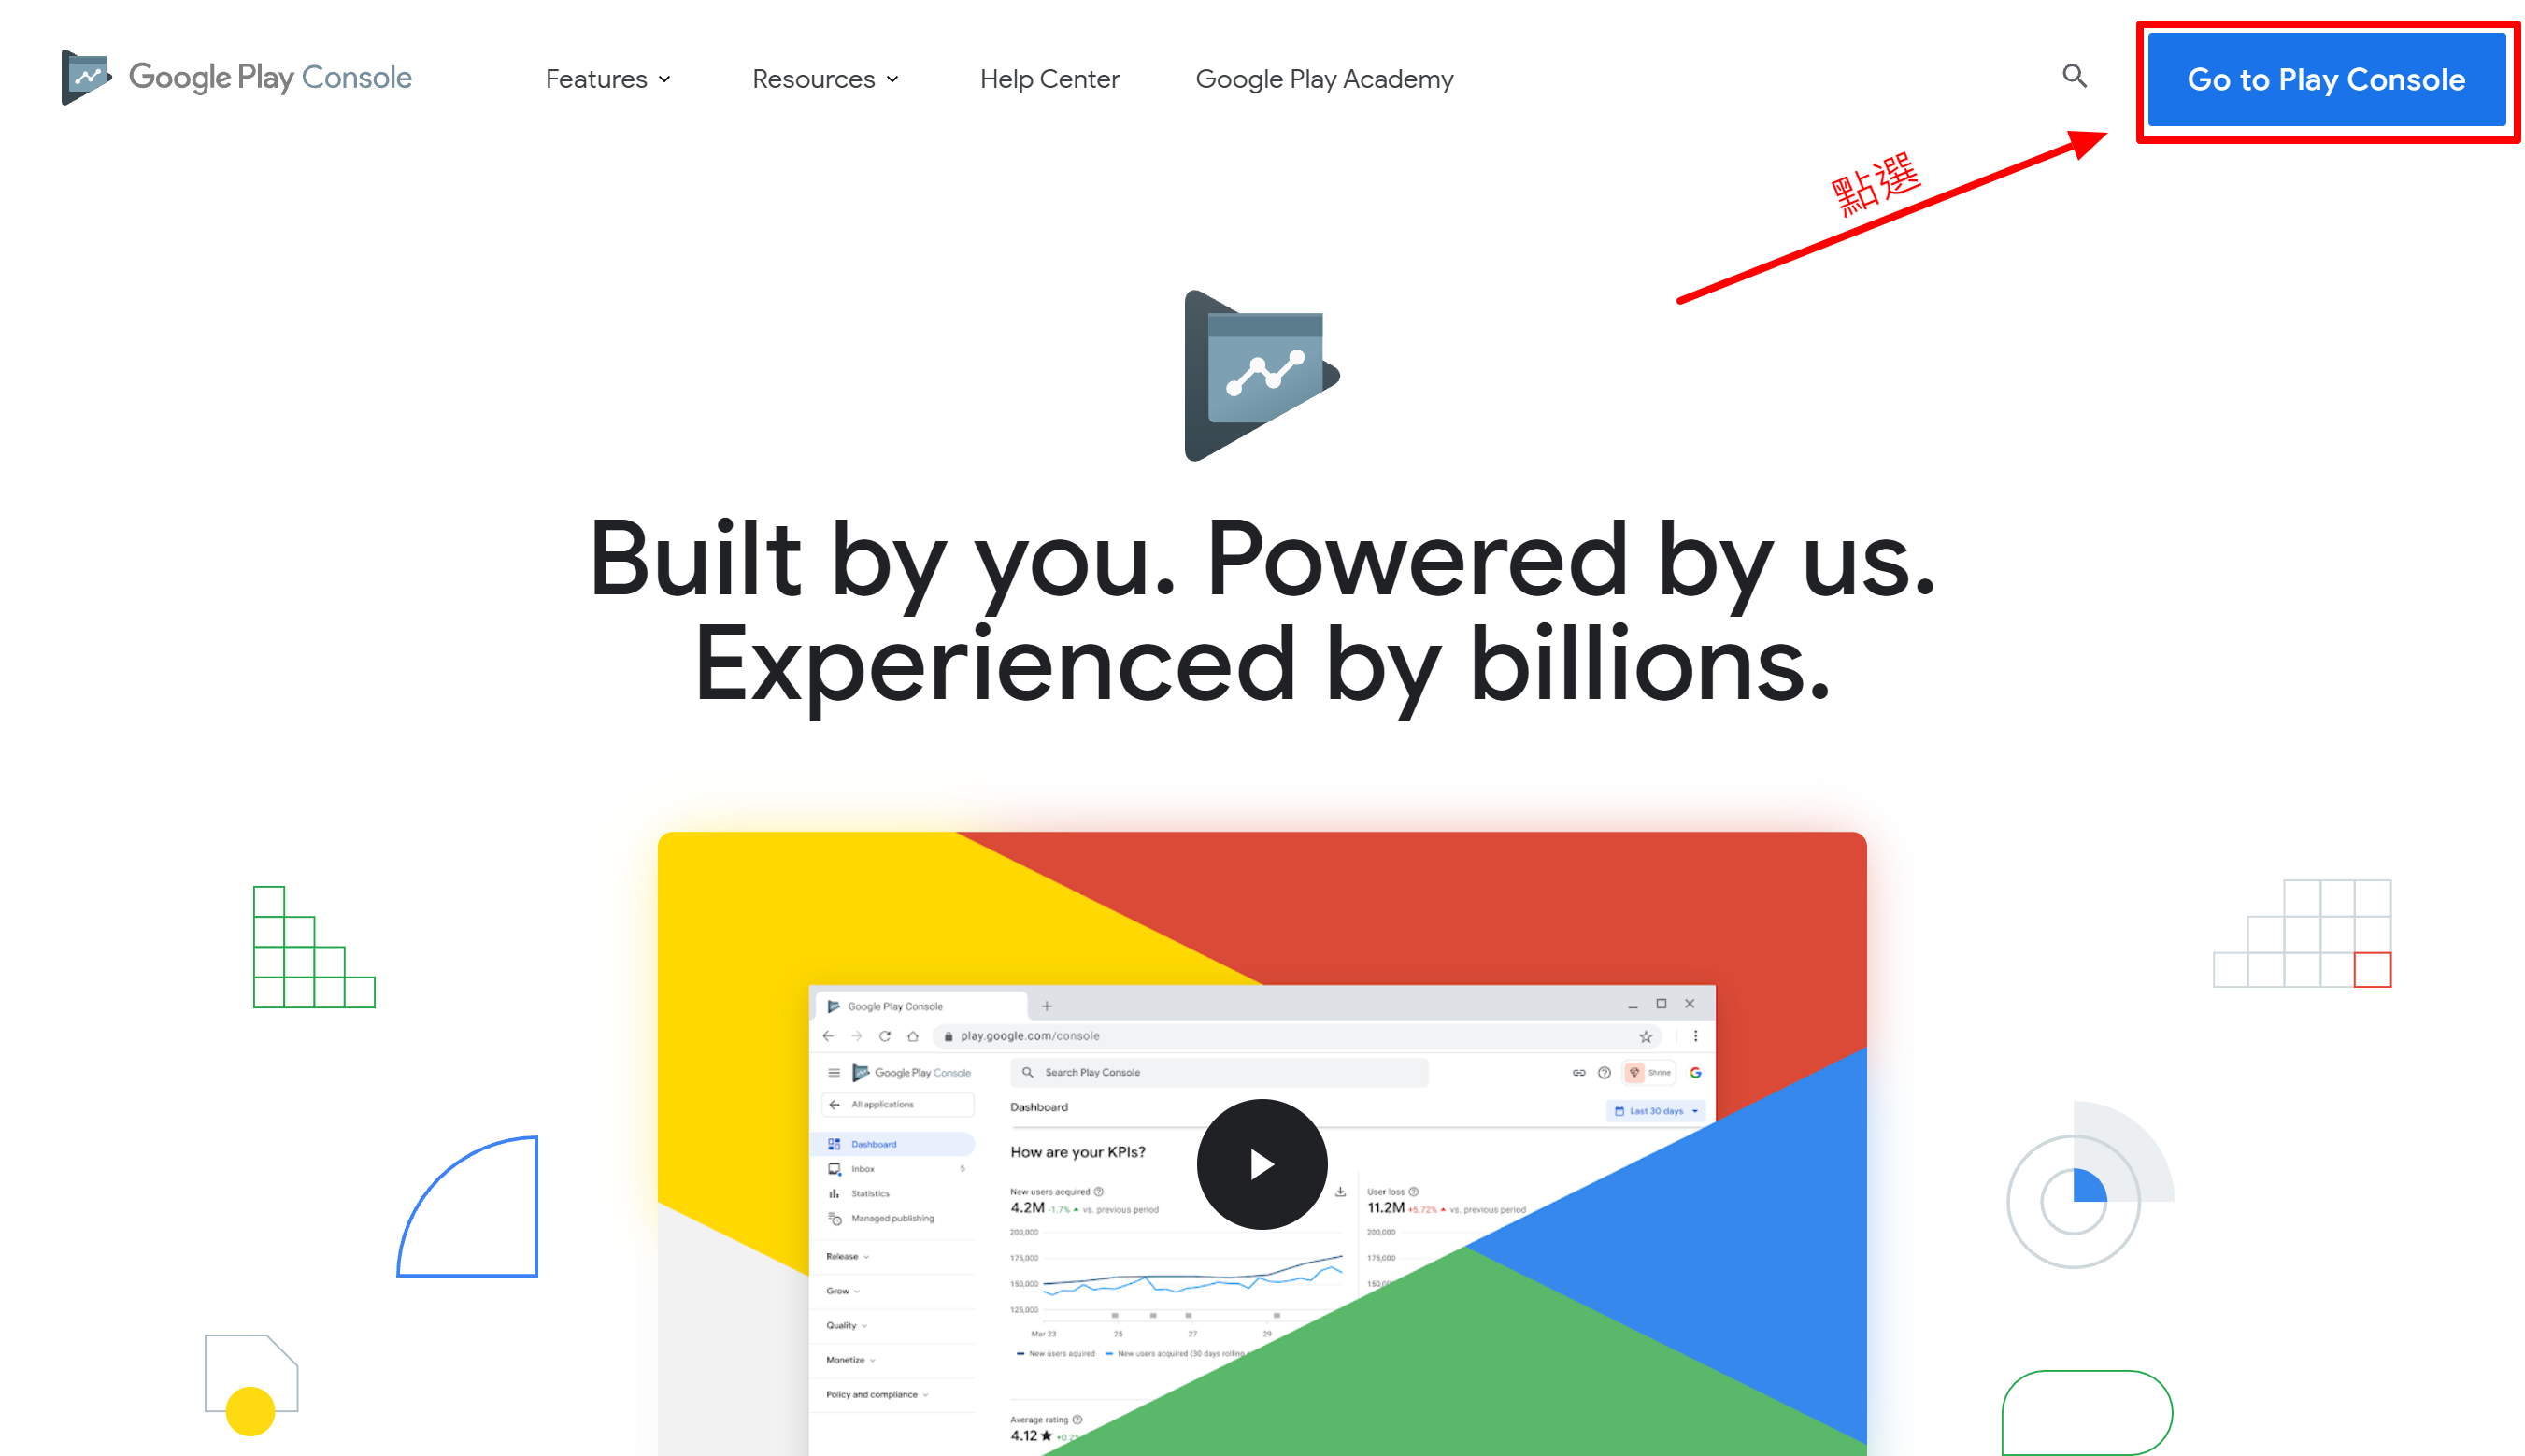 Google Play Console
Features
Resources
Help Center
Google Play Academy
Go to Play Console
點選
Built by you. Powered by us.
Experienced by billions.
Google Play Console
play.google.com/console
Google Play Console
Search Play Console
Shrine
All applications
Dashboard
Last 30 days
Dashboard
Inbox 5
Statistics
Managed publishing
Release
Grow
Quality
Monetize
Policy and compliance
How are your KPIs?
New users acquired
4.2M -1.7% vs. previous period
200,000
175,000
150,000
125,000
Mar 23 25 27 29
New users aquired New users acquired (30 days rolling
User loss
11.2M +5.72% vs. previous period
200,000
175,000
Average rating
4.12 ★